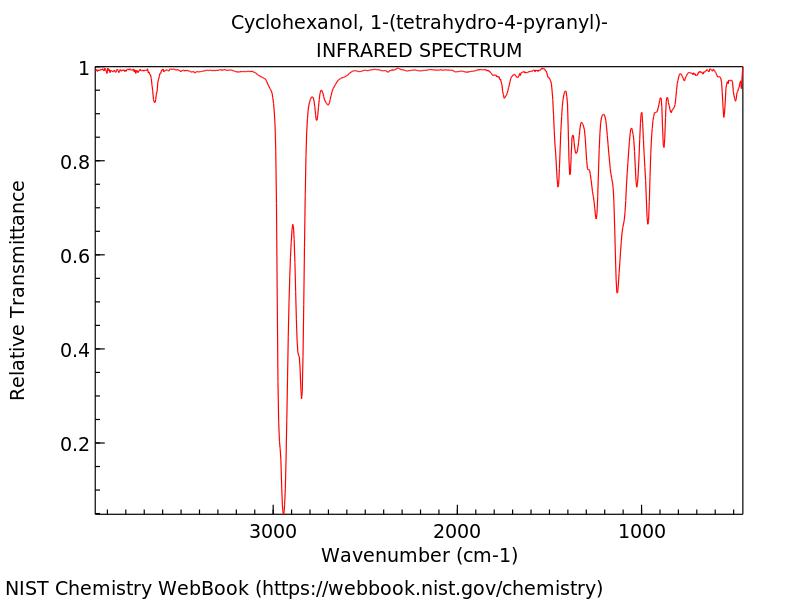 Cyclohexanol, 1-(tetrahydro-4-pyranyl)-
INFRARED SPECTRUM
1
0.8
0.6
0.4
0.2
Relative Transmittance
3000 2000 1000
Wavenumber (cm-1)
NIST Chemistry WebBook (https://webbook.nist.gov/chemistry)